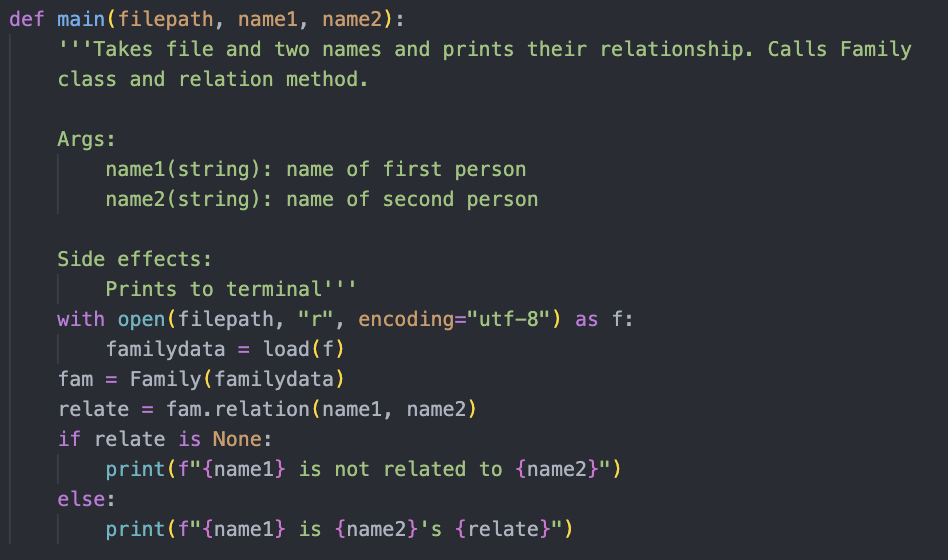 def main(filepath, name1, name2):
    '''Takes file and two names and prints their relationship. Calls Family
    class and relation method.

    Args:
        name1(string): name of first person
        name2(string): name of second person

    Side effects:
        Prints to terminal'''
    with open(filepath, "r", encoding="utf-8") as f:
        familydata = load(f)
    fam = Family(familydata)
    relate = fam.relation(name1, name2)
    if relate is None:
        print(f"{name1} is not related to {name2}")
    else:
        print(f"{name1} is {name2}'s {relate}")